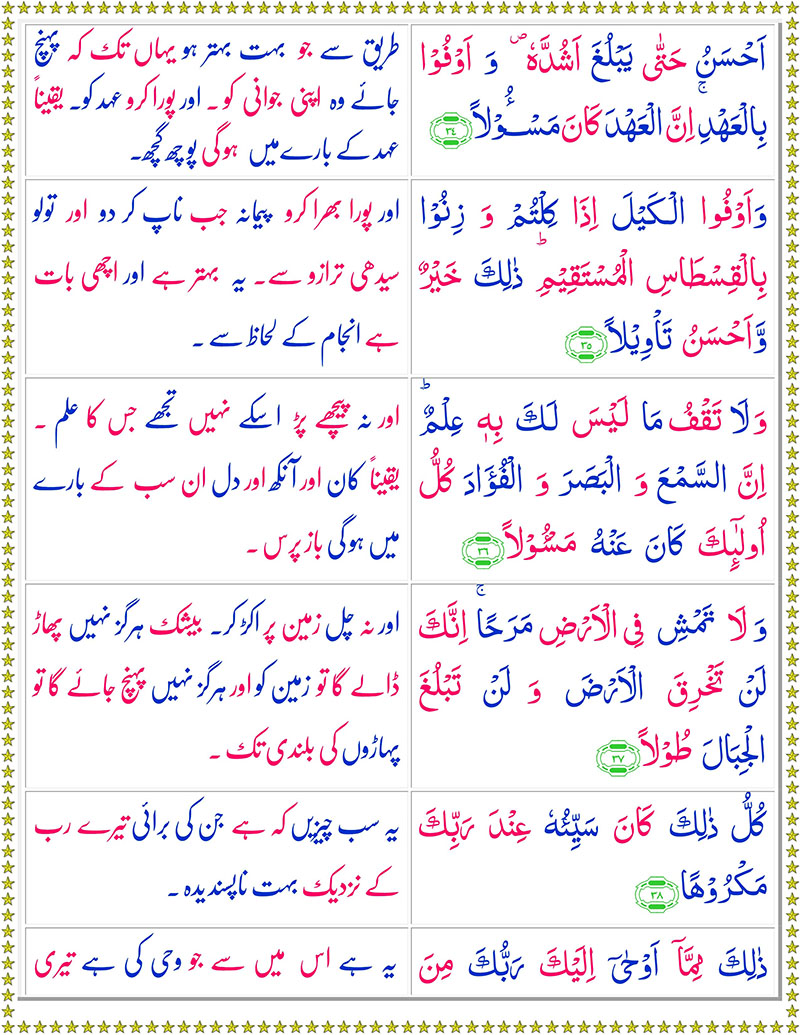 اَحْسَنُ حَتّٰى يَبْلُغَ اَشُدَّهٗ ۖ وَ اَوْفُوْا
بِالْعَهْدِ ۚ اِنَّ الْعَهْدَ كَانَ مَسْـُٔوْلًا ﴿۳۴﴾
طریق سے جو بہت بہتر ہو یہاں تک کہ پہنچ
جائے وہ اپنی جوانی کو ۔ اور پورا کرو عہد کو۔ یقیناً
عہد کے بارے میں ہوگی پوچھ گچھ۔
وَاَوْفُوا الْكَيْلَ اِذَا كِلْتُمْ وَ زِنُوْا
بِالْقِسْطَاسِ الْمُسْتَقِيْمِ ؕ ذٰلِكَ خَيْرٌ
وَّاَحْسَنُ تَاْوِيْلًا ﴿۳۵﴾
اور پورا بھرا کرو پیمانہ جب ناپ کر دو اور تولو
سیدھی ترازو سے۔ یہ بہتر ہے اور اچھی بات
ہے انجام کے لحاظ سے ۔
وَلَا تَقْفُ مَا لَيْسَ لَكَ بِهٖ عِلْمٌ ؕ
اِنَّ السَّمْعَ وَ الْبَصَرَ وَ الْفُؤَادَ كُلُّ
اُولٰٓئِكَ كَانَ عَنْهُ مَسْـُٔوْلًا ﴿۳۶﴾
اور نہ پیچھے پڑ اسکے نہیں تجھے جس کا علم ۔
یقیناً کان اور آنکھ اور دل ان سب کے بارے
میں ہوگی باز پرس ۔
وَ لَا تَمْشِ فِى الْاَرْضِ مَرَحًا ۚ اِنَّكَ
لَنْ تَخْرِقَ الْاَرْضَ وَ لَنْ تَبْلُغَ
الْجِبَالَ طُوْلًا ﴿۳۷﴾
اور نہ چل زمین پر اکڑ کر۔ بیشک ہرگز نہیں پھاڑ
ڈالے گا تو زمین کو اور ہرگز نہیں پہنچ جائے گا تو
پہاڑوں کی بلندی تک ۔
كُلُّ ذٰلِكَ كَانَ سَيِّئُهٗ عِنْدَ رَبِّكَ
مَكْرُوْهًا ﴿۳۸﴾
یہ سب چیزیں کہ ہے جن کی برائی تیرے رب
کے نزدیک بہت ناپسندیدہ ۔
ذٰلِكَ مِمَّاۤ اَوْحٰۤى اِلَيْكَ رَبُّكَ مِنَ
یہ ہے اس میں سے جو وحی کی ہے تیری